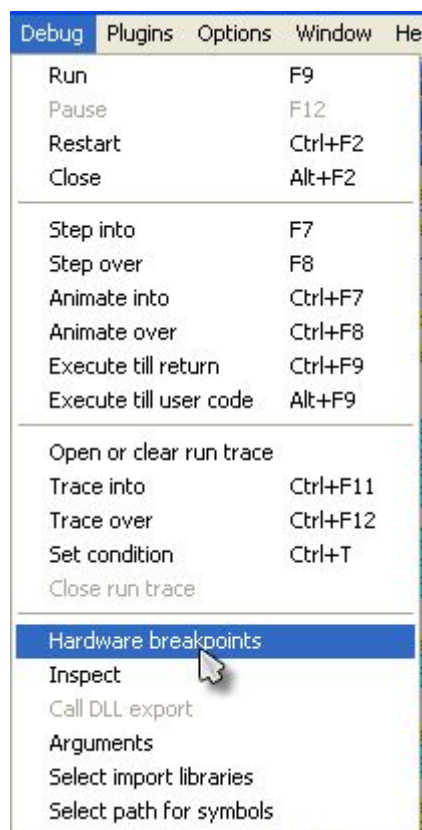 Debug Plugins Options Window He
Run F9
Pause F12
Restart Ctrl+F2
Close Alt+F2
Step into F7
Step over F8
Animate into Ctrl+F7
Animate over Ctrl+F8
Execute till return Ctrl+F9
Execute till user code Alt+F9
Open or clear run trace
Trace into Ctrl+F11
Trace over Ctrl+F12
Set condition Ctrl+T
Close run trace
Hardware breakpoints
Inspect
Call DLL export
Arguments
Select import libraries
Select path for symbols